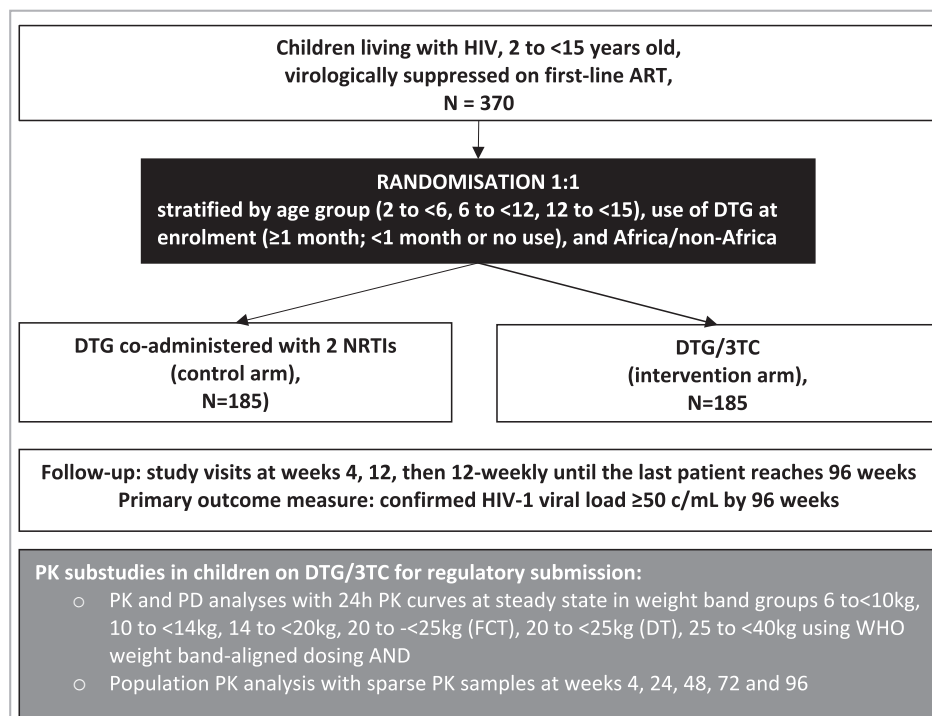 Children living with HIV, 2 to <15 years old,
virologically suppressed on first-line ART,
N = 370
RANDOMISATION 1:1
stratified by age group (2 to <6, 6 to <12, 12 to <15), use of DTG at
enrolment (≥1 month; <1 month or no use), and Africa/non-Africa
DTG co-administered with 2 NRTIs
(control arm),
N=185)
DTG/3TC
(intervention arm),
N=185
Follow-up: study visits at weeks 4, 12, then 12-weekly until the last patient reaches 96 weeks
Primary outcome measure: confirmed HIV-1 viral load ≥50 c/mL by 96 weeks
PK substudies in children on DTG/3TC for regulatory submission:
o PK and PD analyses with 24h PK curves at steady state in weight band groups 6 to<10kg,
10 to <14kg, 14 to <20kg, 20 to -<25kg (FCT), 20 to <25kg (DT), 25 to <40kg using WHO
weight band-aligned dosing AND
o Population PK analysis with sparse PK samples at weeks 4, 24, 48, 72 and 96